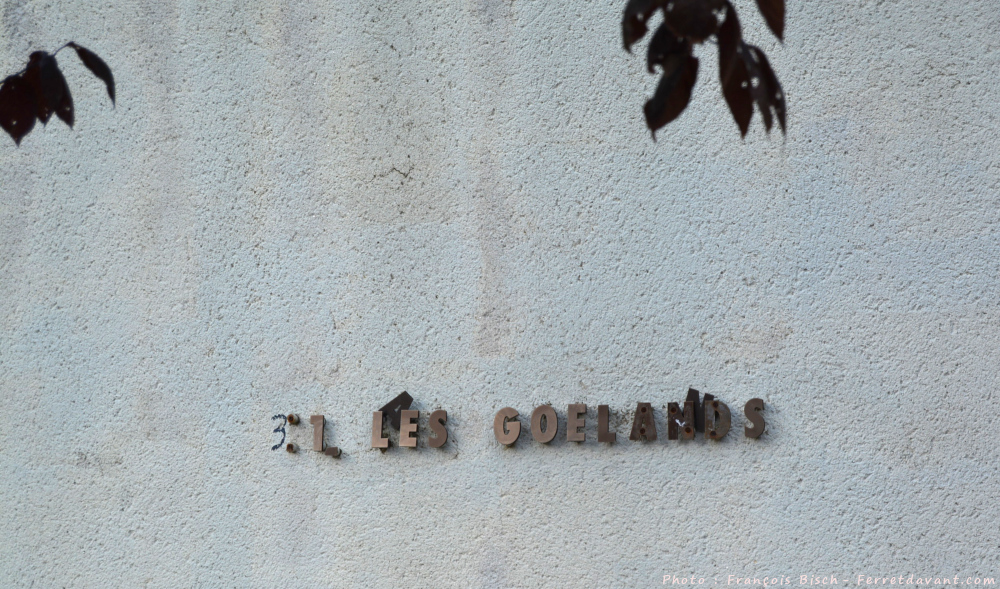 31, LES GOELANDS
Photo : François Bisch - Ferretdavant.com